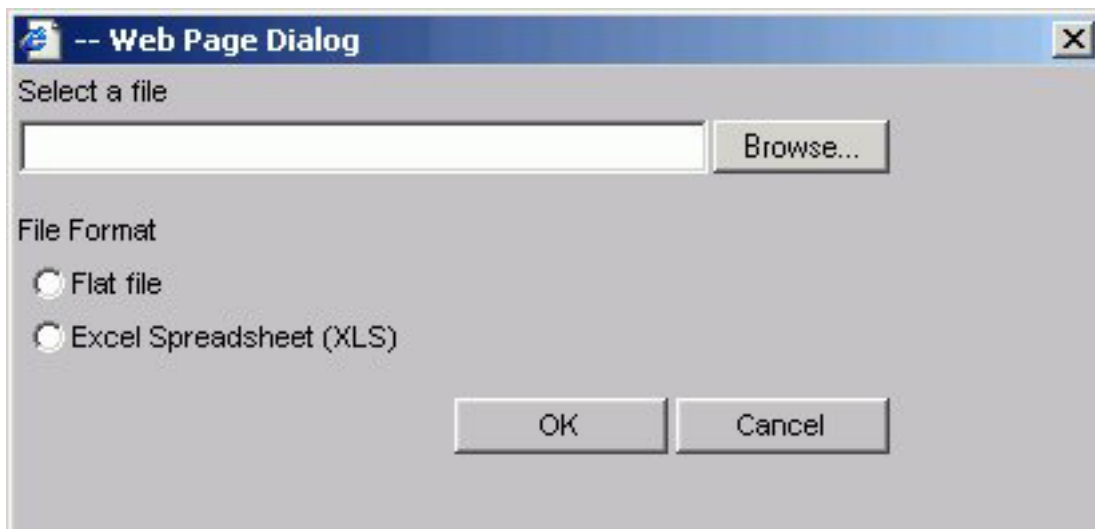 -- Web Page Dialog
Select a file
Browse...
File Format
Flat file
Excel Spreadsheet (XLS)
OK Cancel